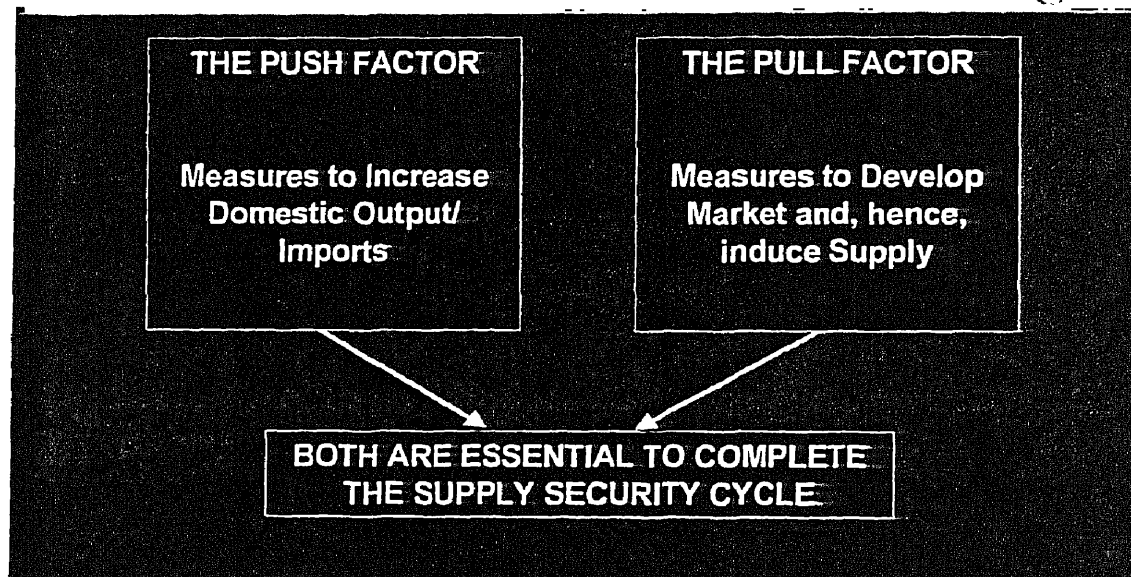 THE PUSH FACTOR
Measures to Increase
Domestic Output/
Imports
THE PULL FACTOR
Measures to Develop
Market and, hence,
induce Supply
BOTH ARE ESSENTIAL TO COMPLETE
THE SUPPLY SECURITY CYCLE